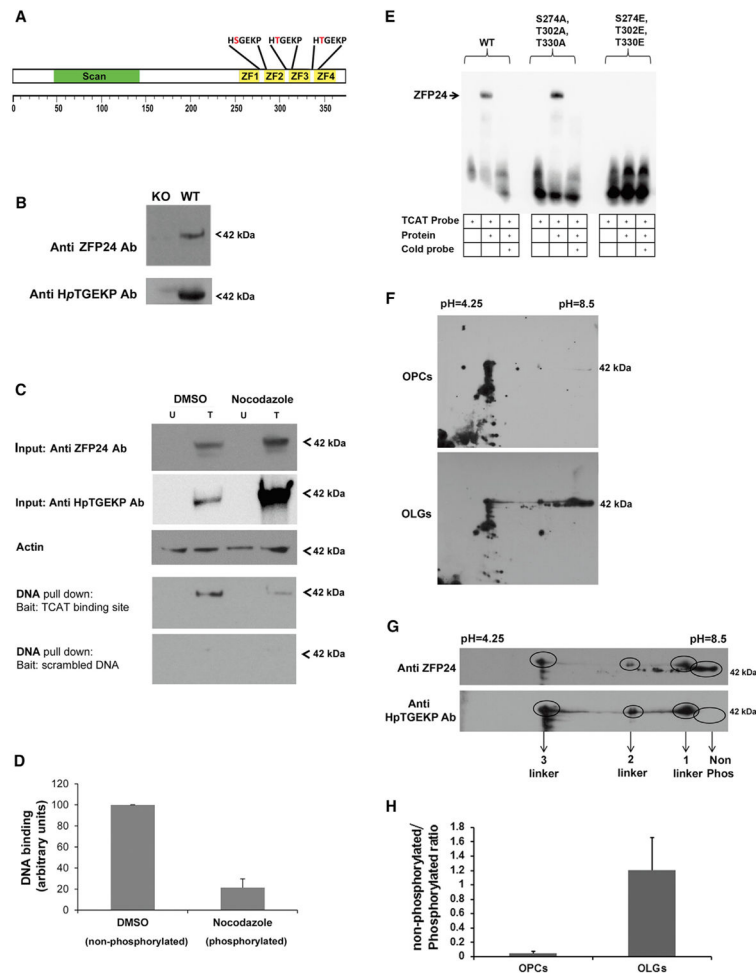 A
HSGEKP HTGEKP HTGEKP
Scan ZF1 ZF2 ZF3 ZF4
0 50 100 150 200 250 300 350
B
KO WT
Anti ZFP24 Ab <42 kDa
Anti HpTGEKP Ab <42 kDa
C
DMSO Nocodazole
U T U T
Input: Anti ZFP24 Ab < 42 kDa
Input: Anti HpTGEKP Ab < 42 kDa
Actin < 42 kDa
DNA pull down:
Bait: TCAT binding site
< 42 kDa
DNA pull down:
Bait: scrambled DNA
< 42 kDa
D
DNA binding
(arbitrary units)
120
100
80
60
40
20
0
DMSO Nocodazole
(non-phosphorylated) (phosphorylated)
E
WT
S274A,
T302A,
T330A
S274E,
T302E,
T330E
ZFP24
TCAT Probe + + + + + + + + +
Protein + + + + + +
Cold probe + + +
F
pH=4.25 pH=8.5
OPCs 42 kDa
OLGs 42 kDa
G
pH=4.25 pH=8.5
Anti ZFP24 42 kDa
Anti
HpTGEKP Ab
42 kDa
3 2 1 Non
linker linker linker Phos
H
non-phosphorylated/
Phosphorylated ratio
1.8
1.6
1.4
1.2
1
0.8
0.6
0.4
0.2
0
OPCs OLGs